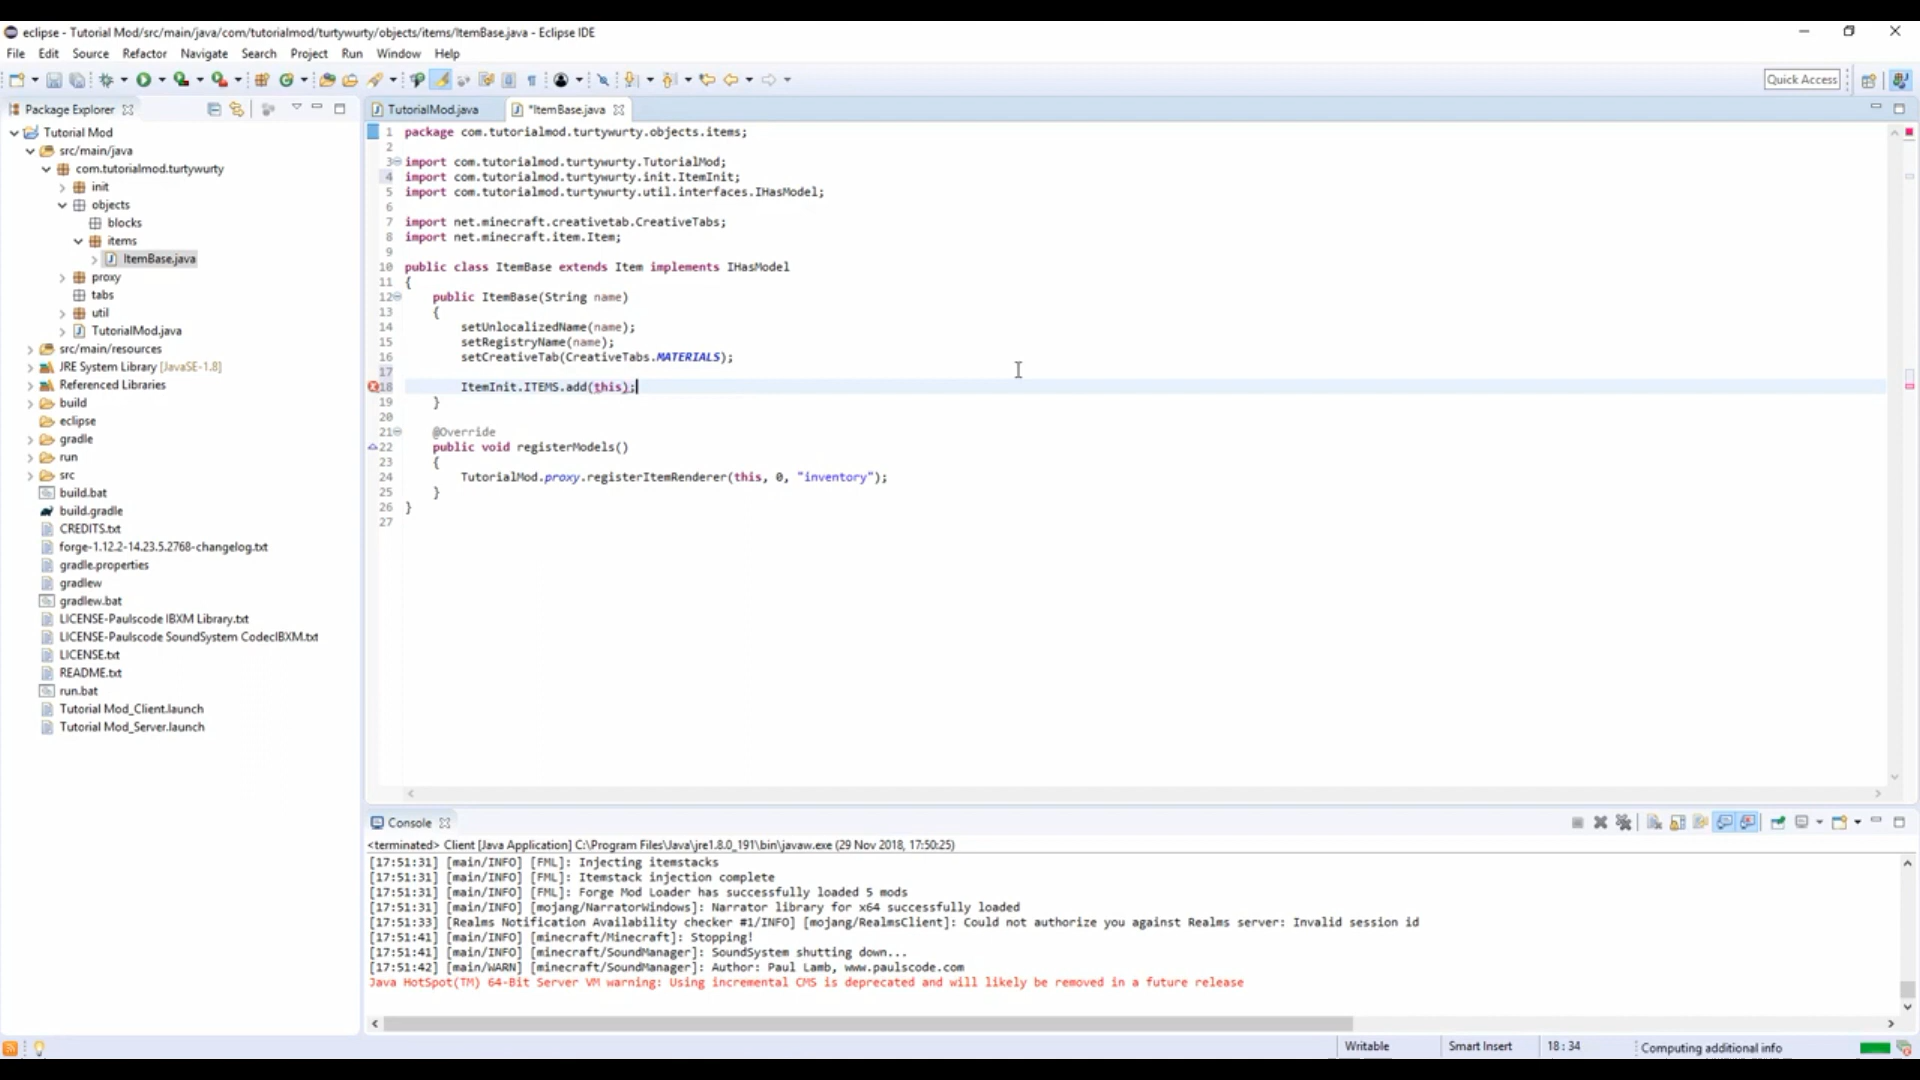 eclipse - Tutorial Mod/src/main/java/com/tutorialmod/turtywurty/objects/items/ItemBase.java - Eclipse IDE
File Edit Source Refactor Navigate Search Project Run Window Help
Quick Access
Package Explorer
TutorialMod.java
*ItemBase.java
Tutorial Mod
src/main/java
com.tutorialmod.turtywurty
init
objects
blocks
items
ItemBase.java
proxy
tabs
util
TutorialMod.java
src/main/resources
JRE System Library [JavaSE-1.8]
Referenced Libraries
build
eclipse
gradle
run
src
build.bat
build.gradle
CREDITS.txt
forge-1.12.2-14.23.5.2768-changelog.txt
gradle.properties
gradlew
gradlew.bat
LICENSE-Paulscode IBXM Library.txt
LICENSE-Paulscode SoundSystem CodecIBXM.txt
LICENSE.txt
README.txt
run.bat
Tutorial Mod_Client.launch
Tutorial Mod_Server.launch
1 package com.tutorialmod.turtywurty.objects.items;
2
3 import com.tutorialmod.turtywurty.TutorialMod;
4 import com.tutorialmod.turtywurty.init.ItemInit;
5 import com.tutorialmod.turtywurty.util.interfaces.IHasModel;
6
7 import net.minecraft.creativetab.CreativeTabs;
8 import net.minecraft.item.Item;
9
10 public class ItemBase extends Item implements IHasModel
11 {
12 public ItemBase(String name)
13 {
14 setUnlocalizedName(name);
15 setRegistryName(name);
16 setCreativeTab(CreativeTabs.MATERIALS);
17
18 ItemInit.ITEMS.add(this);
19 }
20
21 @Override
22 public void registerModels()
23 {
24 TutorialMod.proxy.registerItemRenderer(this, 0, "inventory");
25 }
26 }
27
Console
<terminated> Client [Java Application] C:\Program Files\Java\jre1.8.0_191\bin\javaw.exe (29 Nov 2018, 17:50:25)
[17:51:31] [main/INFO] [FML]: Injecting itemstacks
[17:51:31] [main/INFO] [FML]: Itemstack injection complete
[17:51:31] [main/INFO] [FML]: Forge Mod Loader has successfully loaded 5 mods
[17:51:31] [main/INFO] [mojang/NarratorWindows]: Narrator library for x64 successfully loaded
[17:51:33] [Realms Notification Availability checker #1/INFO] [mojang/RealmsClient]: Could not authorize you against Realms server: Invalid session id
[17:51:41] [main/INFO] [minecraft/Minecraft]: Stopping!
[17:51:41] [main/INFO] [minecraft/SoundManager]: SoundSystem shutting down...
[17:51:42] [main/WARN] [minecraft/SoundManager]: Author: Paul Lamb, www.paulscode.com
Java HotSpot(TM) 64-Bit Server VM warning: Using incremental CMS is deprecated and will likely be removed in a future release
Writable
Smart Insert
18 : 34
Computing additional info